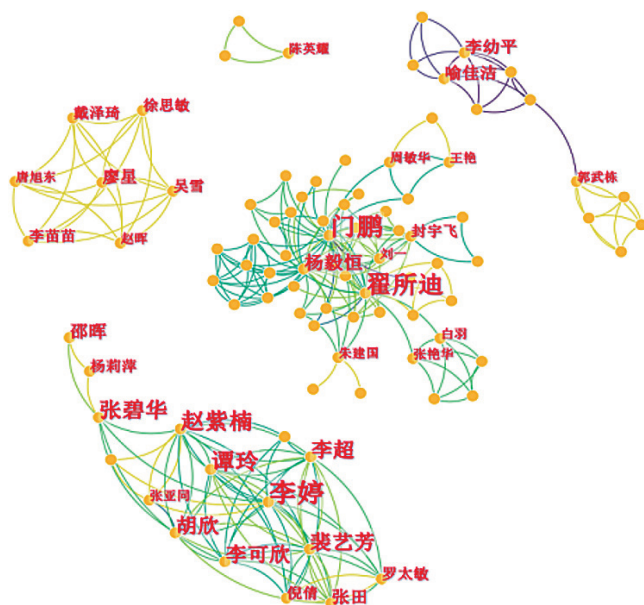 陈英耀
李幼平
喻佳洁
戴泽琦
徐思敏
唐旭东
廖星
吴雪
李苗苗
赵晖
周敏华
王艳
郭武栋
门鹏
封宇飞
杨毅恒
刘一
翟所迪
白羽
朱建国
张艳华
邵晖
杨莉萍
张碧华
赵紫楠
李超
谭玲
张亚同
李婷
胡欣
李可欣
裴艺芳
罗太敏
倪倩
张田